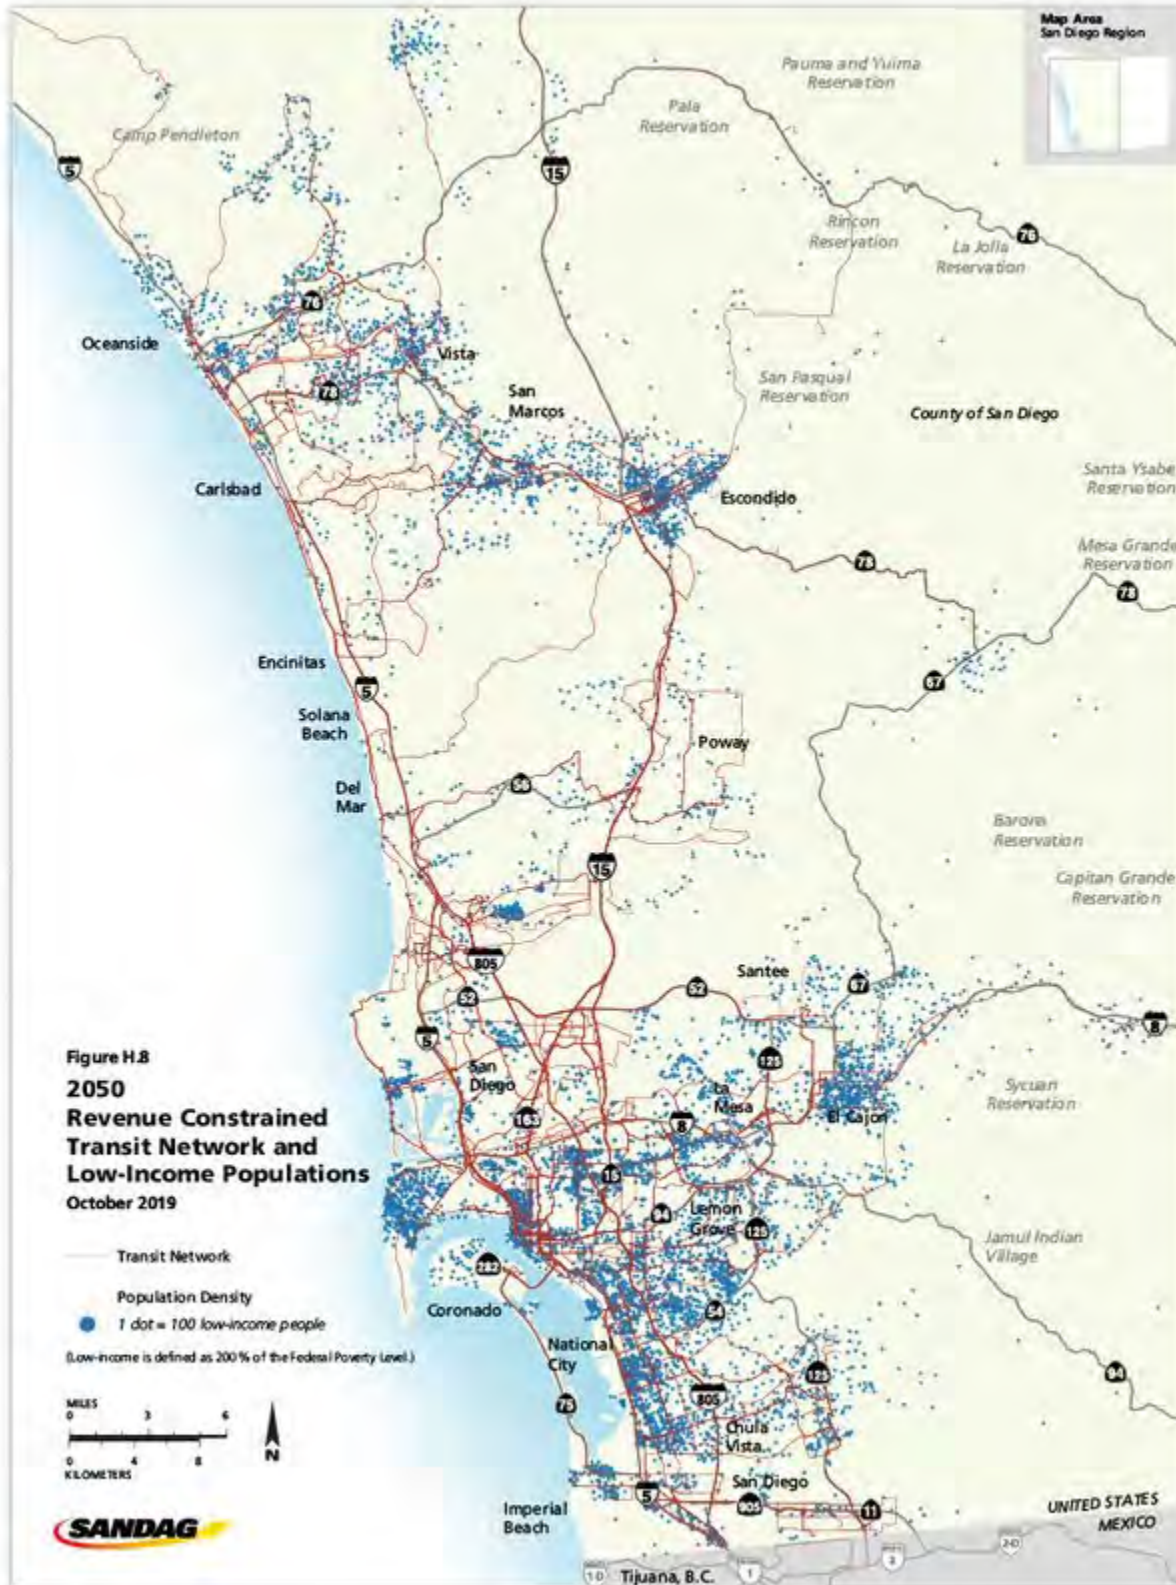 Map Area
San Diego Region
Pauma and Yuima
Reservation
Pala
Reservation
Camp Pendleton
5
15
Rincon
Reservation
La Jolla
Reservation
76
76
Oceanside
Vista
San Pasqual
Reservation
78
San
Marcos
County of San Diego
Carlsbad
Escondido
Santa Ysabe
Reservation
Mesa Grande
Reservation
78
78
Encinitas
5
67
Solana
Beach
Poway
Del
Mar
56
Barona
Reservation
15
Capitan Grande
Reservation
805
Santee
52
67
52
8
5
125
San
Diego
La
Mesa
Sycuan
Reservation
163
8
El Cajon
15
94
Lemon
Grove
125
Jamul Indian
Village
282
Coronado
94
National
City
125
94
75
805
Chula
Vista
San Diego
5
905
11
Imperial
Beach
UNITED STATES
MEXICO
1-D
Tijuana, B.C.
1
2
2-D
Figure H.8
2050
Revenue Constrained
Transit Network and
Low-Income Populations
October 2019
Transit Network
Population Density
1 dot = 100 low-income people
(Low-income is defined as 200% of the Federal Poverty Level.)
MILES
0 3 6
0 4 8
KILOMETERS
N
SANDAG